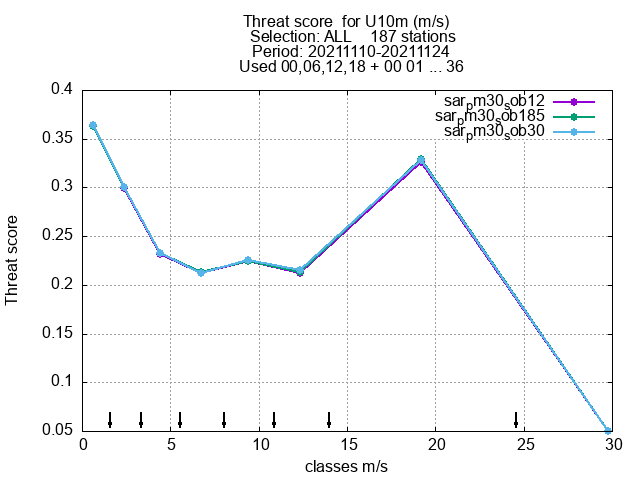 Threat score  for U10m (m/s)
Selection: ALL    187 stations
Period: 20211110-20211124
Used 00,06,12,18 + 00 01 ... 36
sar_pm30_sob12
sar_pm30_sob185
sar_pm30_sob30
0.4
0.35
0.3
0.25
0.2
0.15
0.1
0.05
Threat score
0 5 10 15 20 25 30
classes m/s